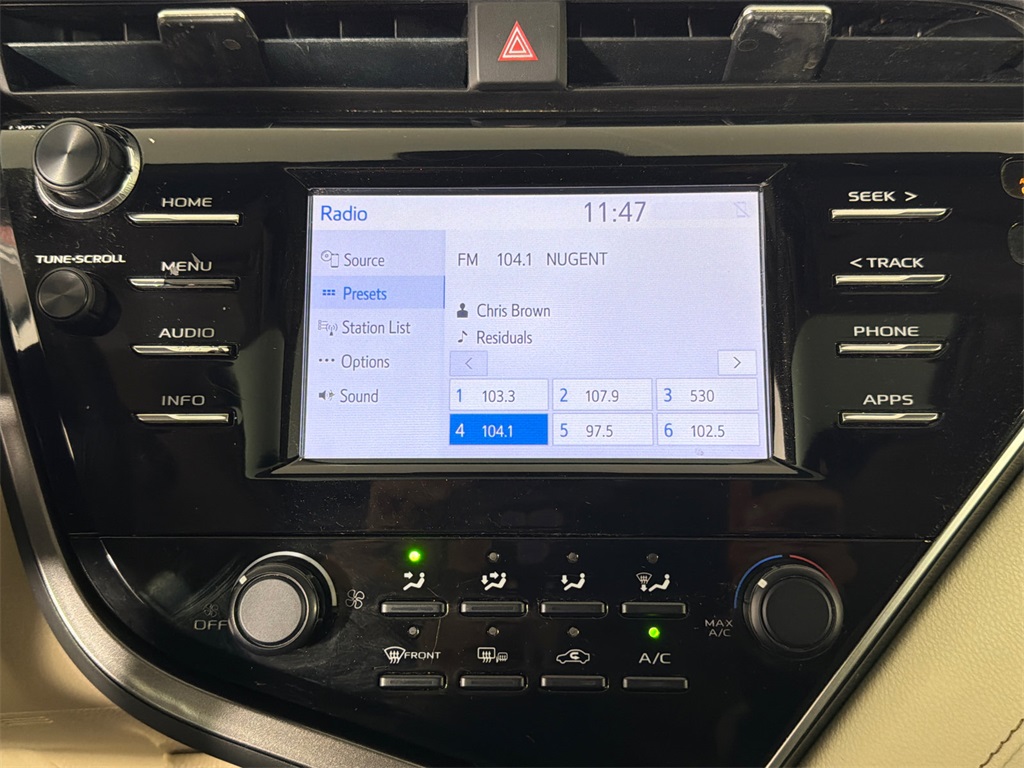 HOME
TUNE•SCROLL
MENU
AUDIO
INFO
Radio
11:47
Source
Presets
Station List
Options
Sound
FM 104.1 NUGENT
Chris Brown
Residuals
1 103.3
2 107.9
3 530
4 104.1
5 97.5
6 102.5
SEEK >
< TRACK
PHONE
APPS
OFF
FRONT
A/C
MAX
A/C